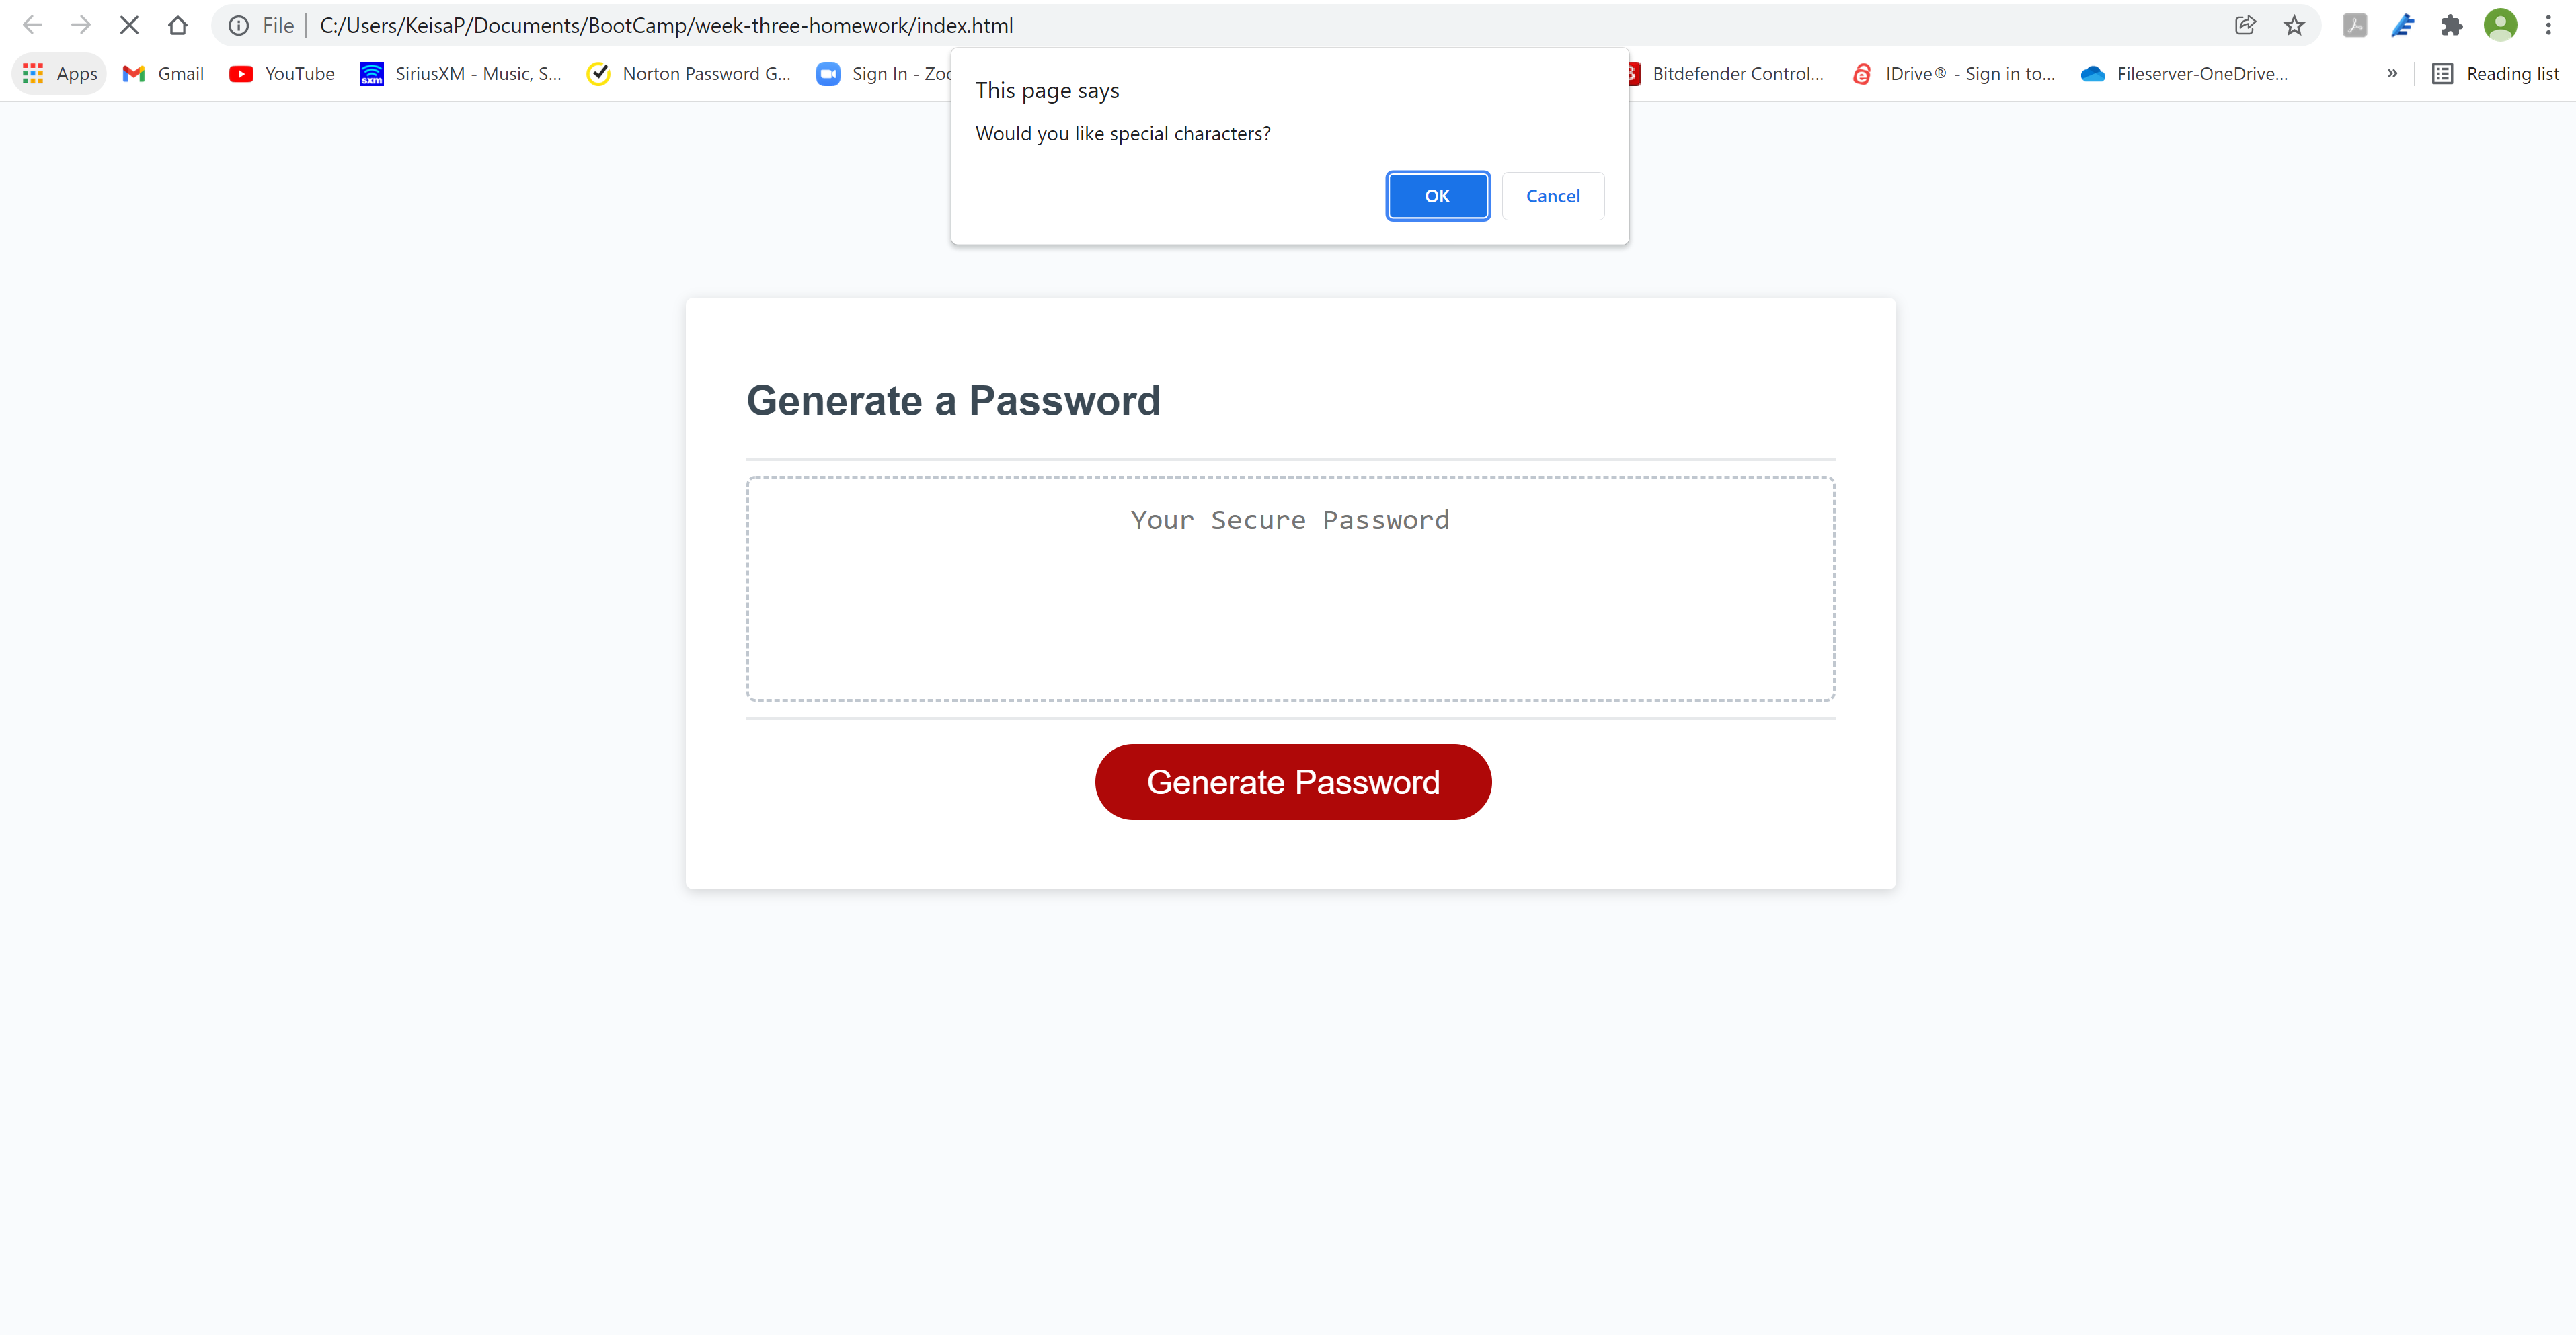 File C:/Users/KeisaP/Documents/BootCamp/week-three-homework/index.html
Apps Gmail YouTube sxm SiriusXM - Music, S... Norton Password G... Sign In - Zoo Bitdefender Control... IDrive® - Sign in to... Fileserver-OneDrive... » Reading list
This page says
Would you like special characters?
OK Cancel
Generate a Password
Your Secure Password
Generate Password